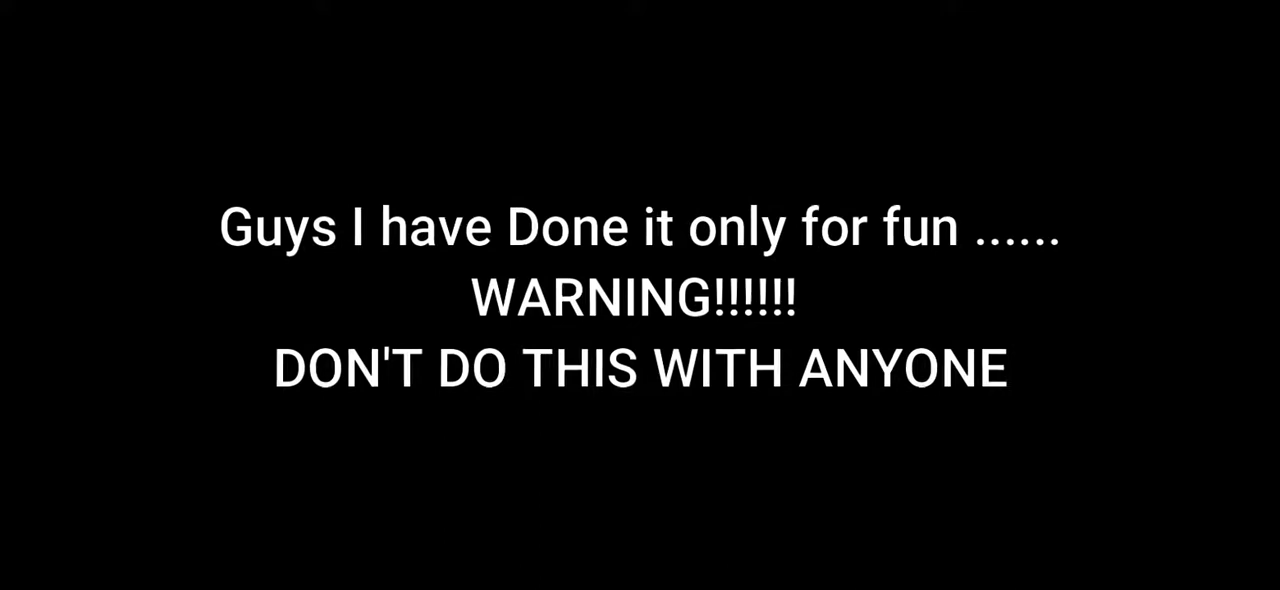 Guys I have Done it only for fun ......
WARNING!!!!!!
DON'T DO THIS WITH ANYONE